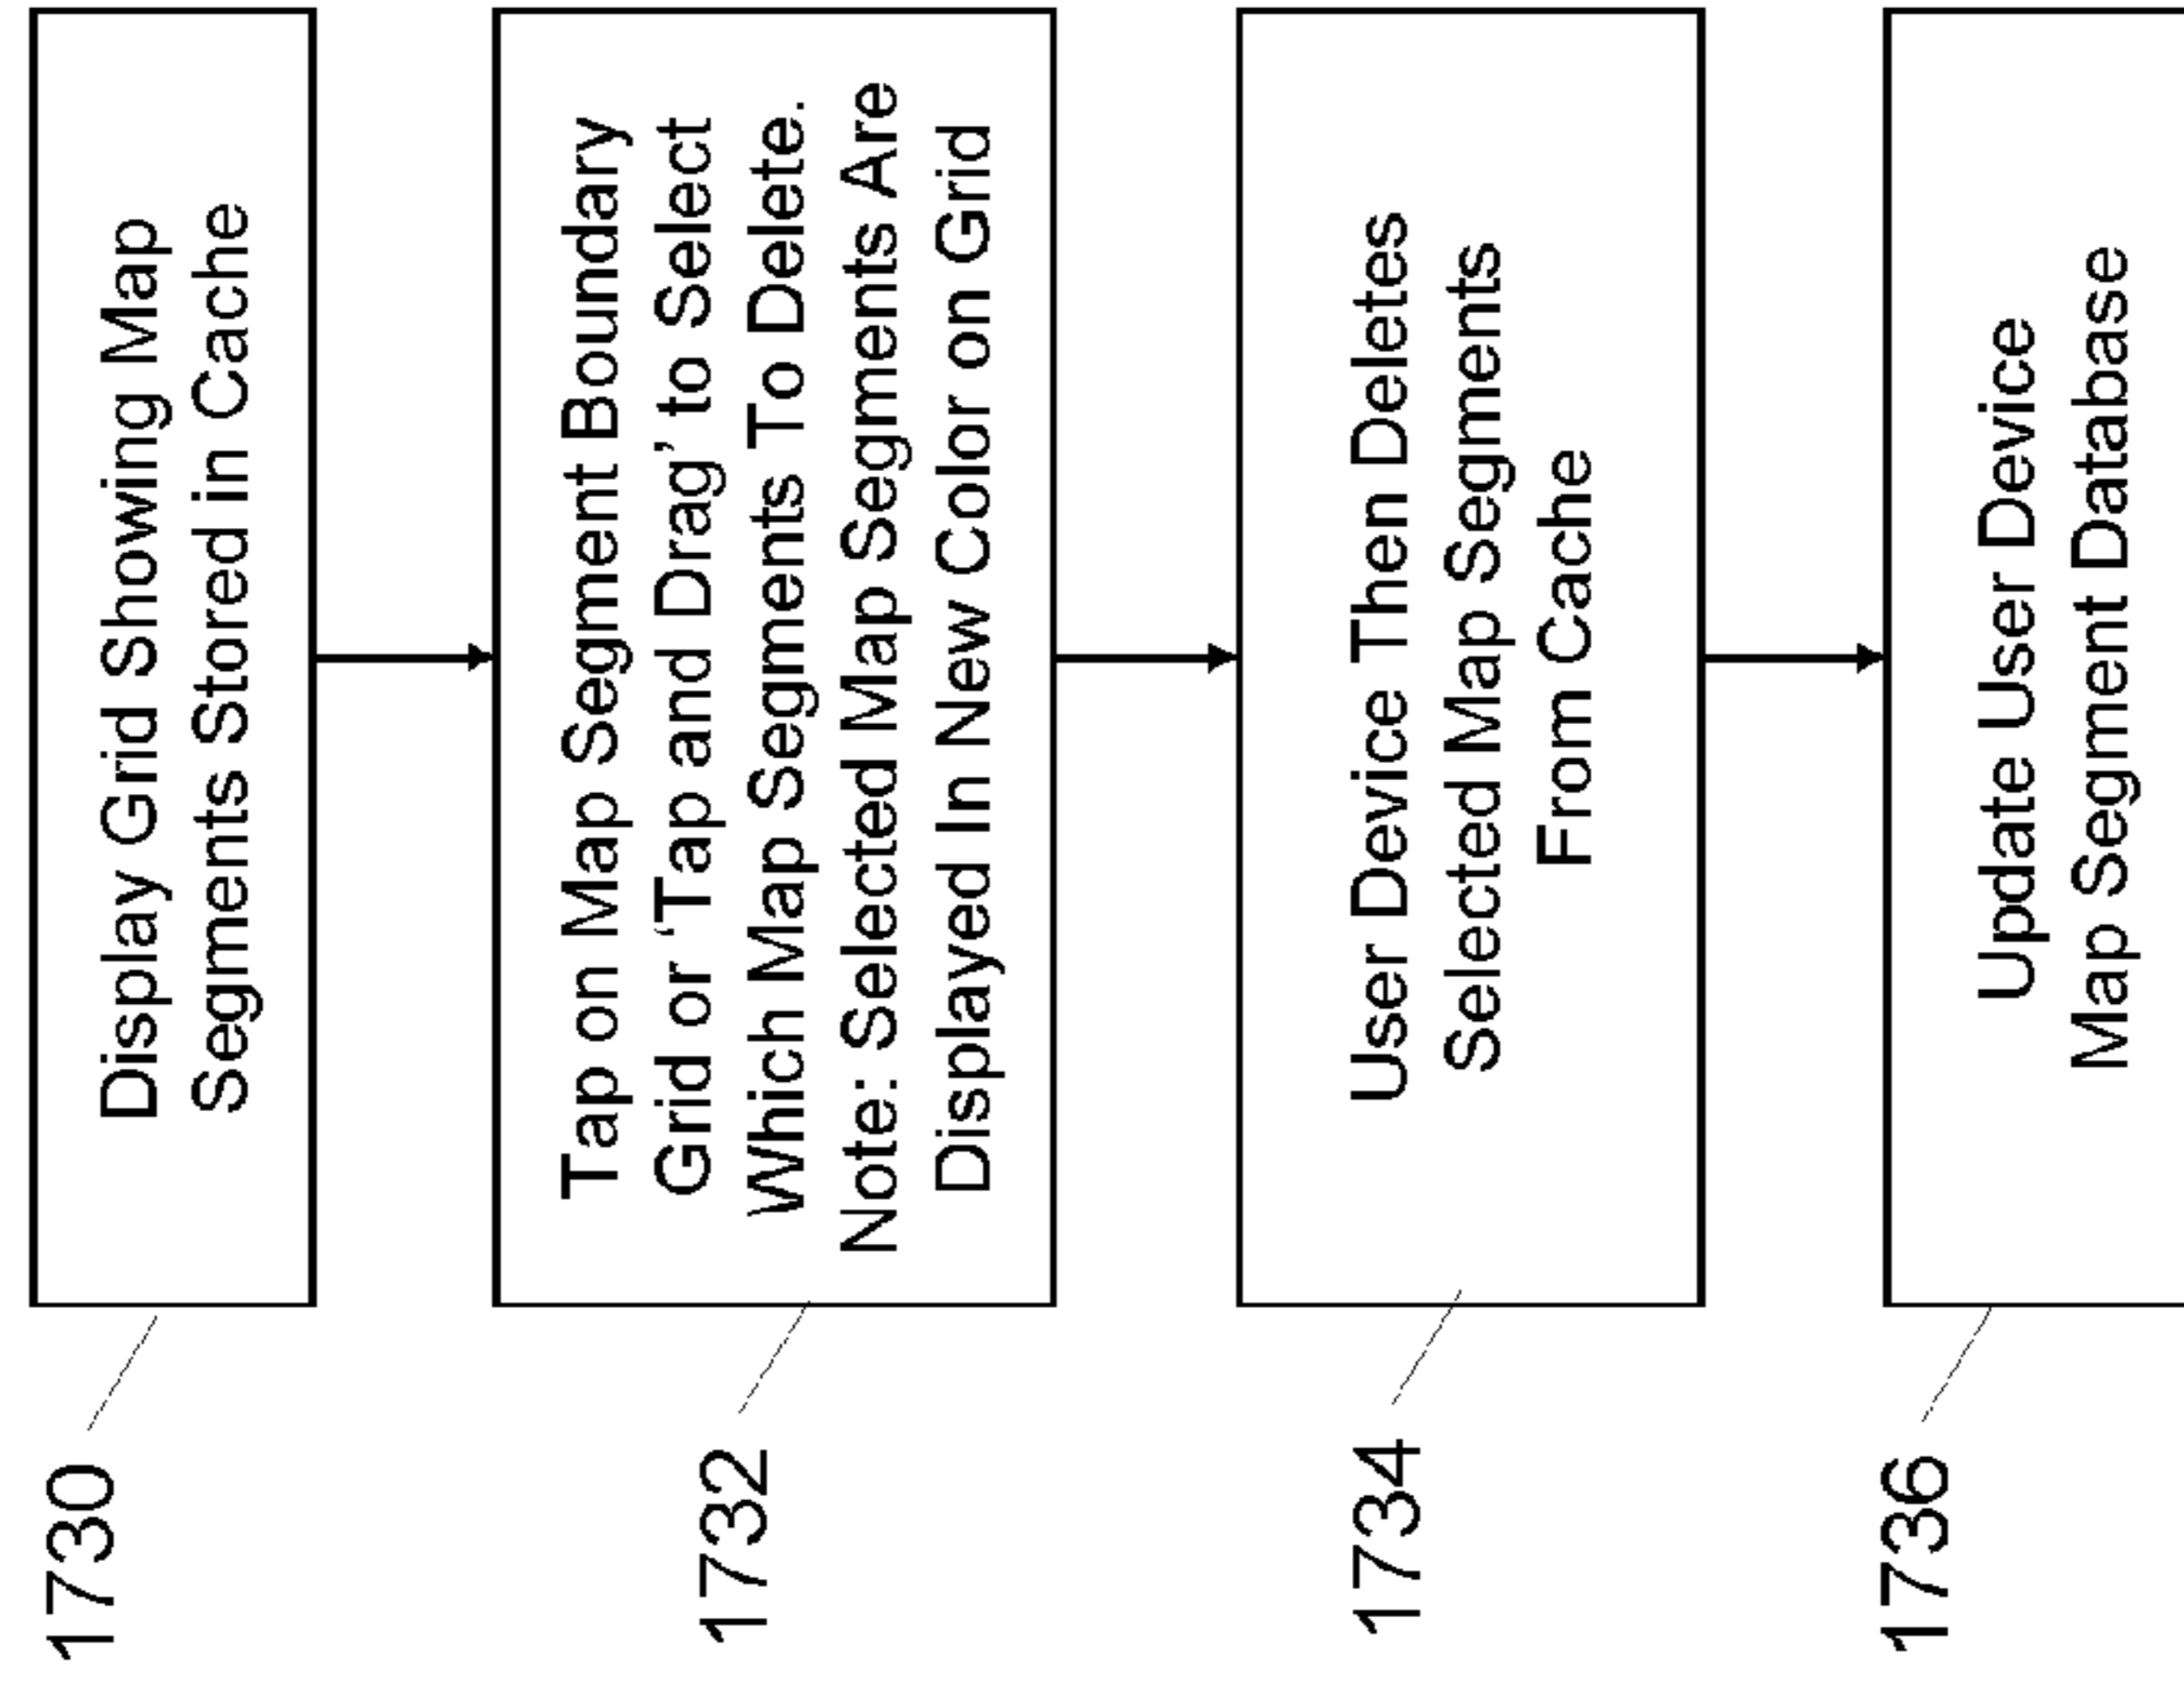 1730
Display Grid Showing Map
Segments Stored in Cache
1732
Tap on Map Segment Boundary
Grid or ‘Tap and Drag’ to Select
Which Map Segments To Delete.
Note: Selected Map Segments Are
Displayed In New Color on Grid
1734
User Device Then Deletes
Selected Map Segments
From Cache
1736
Update User Device
Map Segment Database